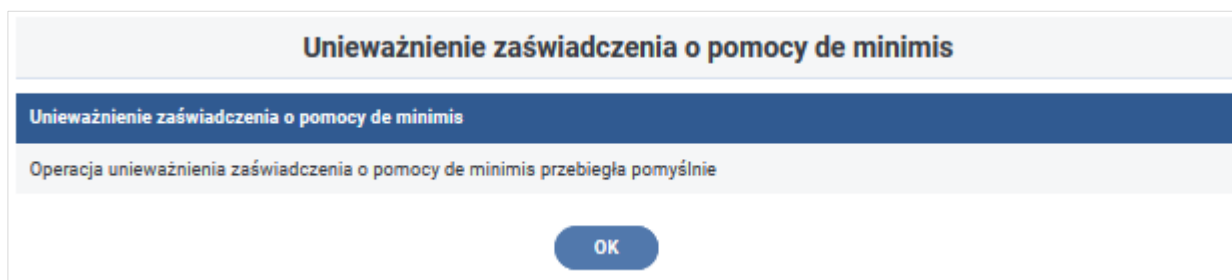 Unieważnienie zaświadczenia o pomocy de minimis
Unieważnienie zaświadczenia o pomocy de minimis
Operacja unieważnienia zaświadczenia o pomocy de minimis przebiegła pomyślnie
OK